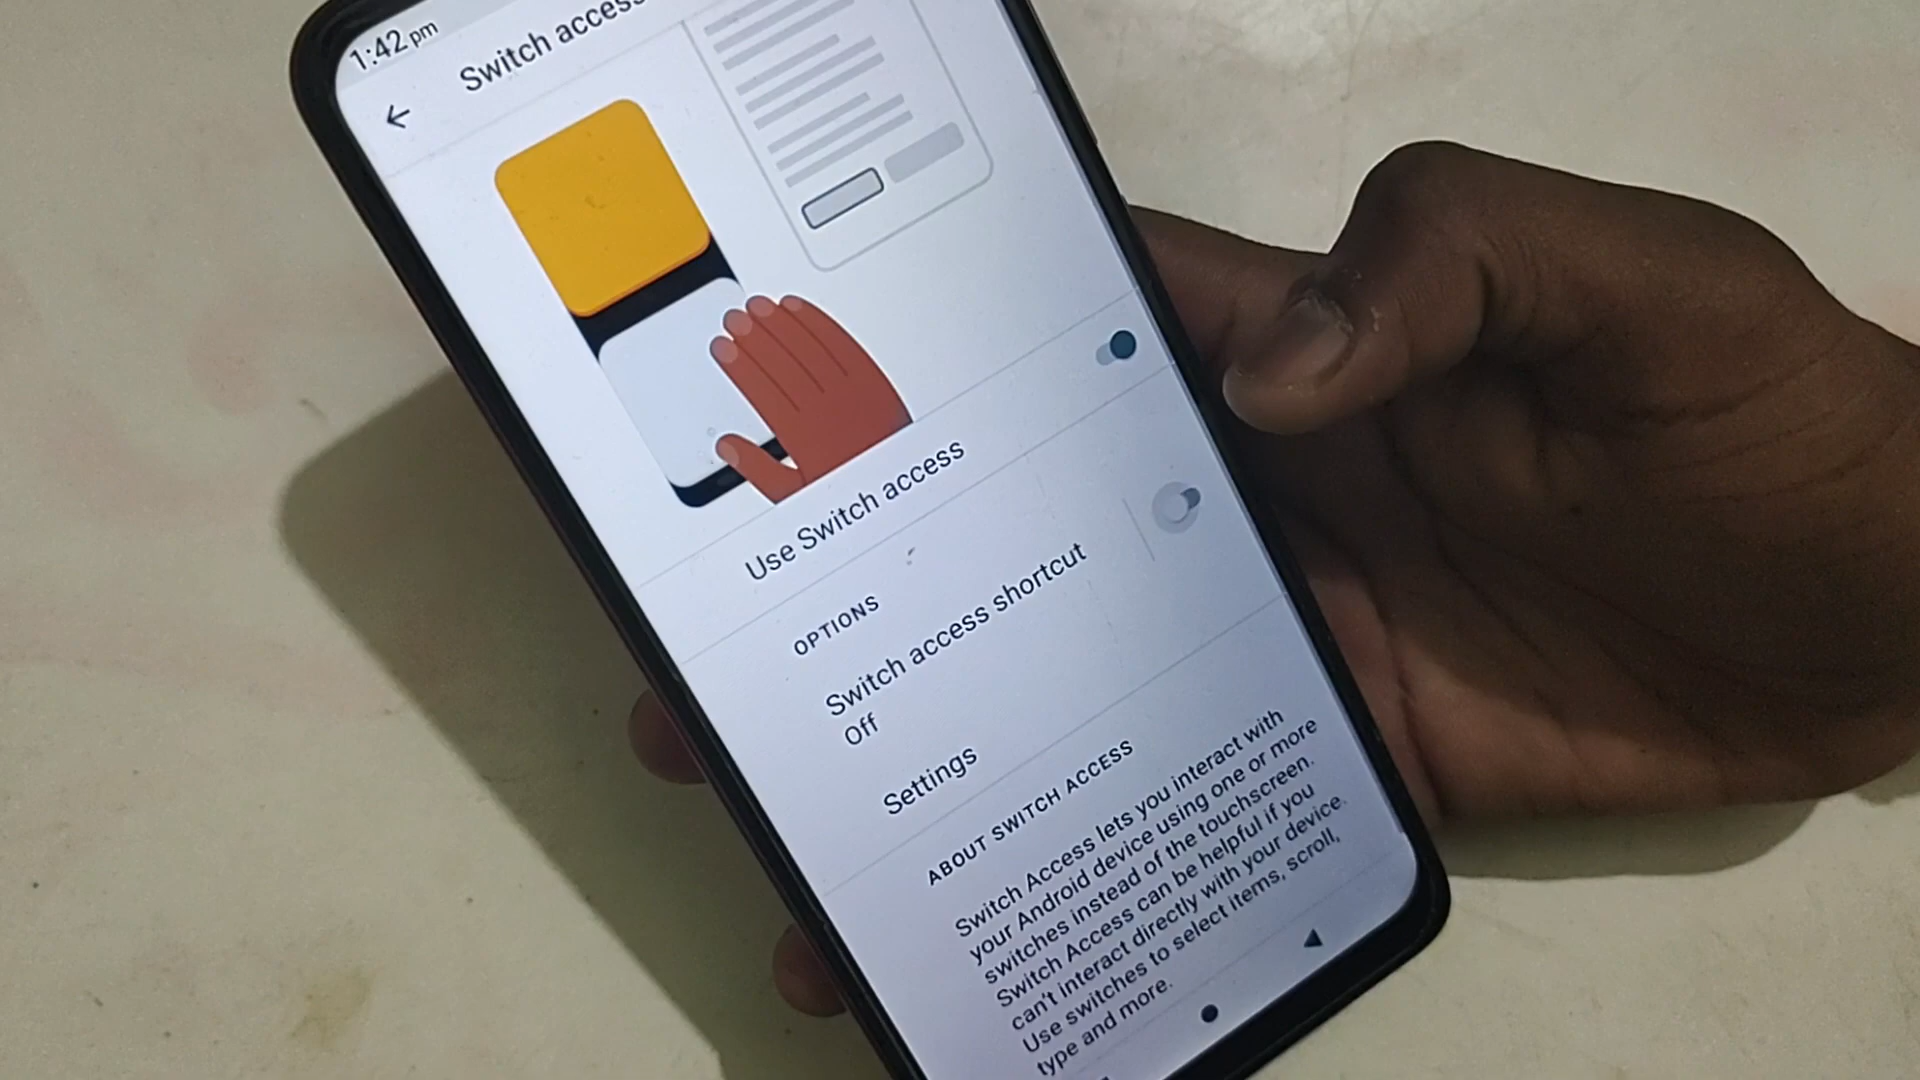 1:42 pm
Switch access
Use Switch access
OPTIONS
Switch access shortcut
Off
Settings
ABOUT SWITCH ACCESS
Switch Access lets you interact with
your Android device using one or more
switches instead of the touchscreen.
Switch Access can be helpful if you
can't interact directly with your device.
Use switches to select items, scroll,
type and more.